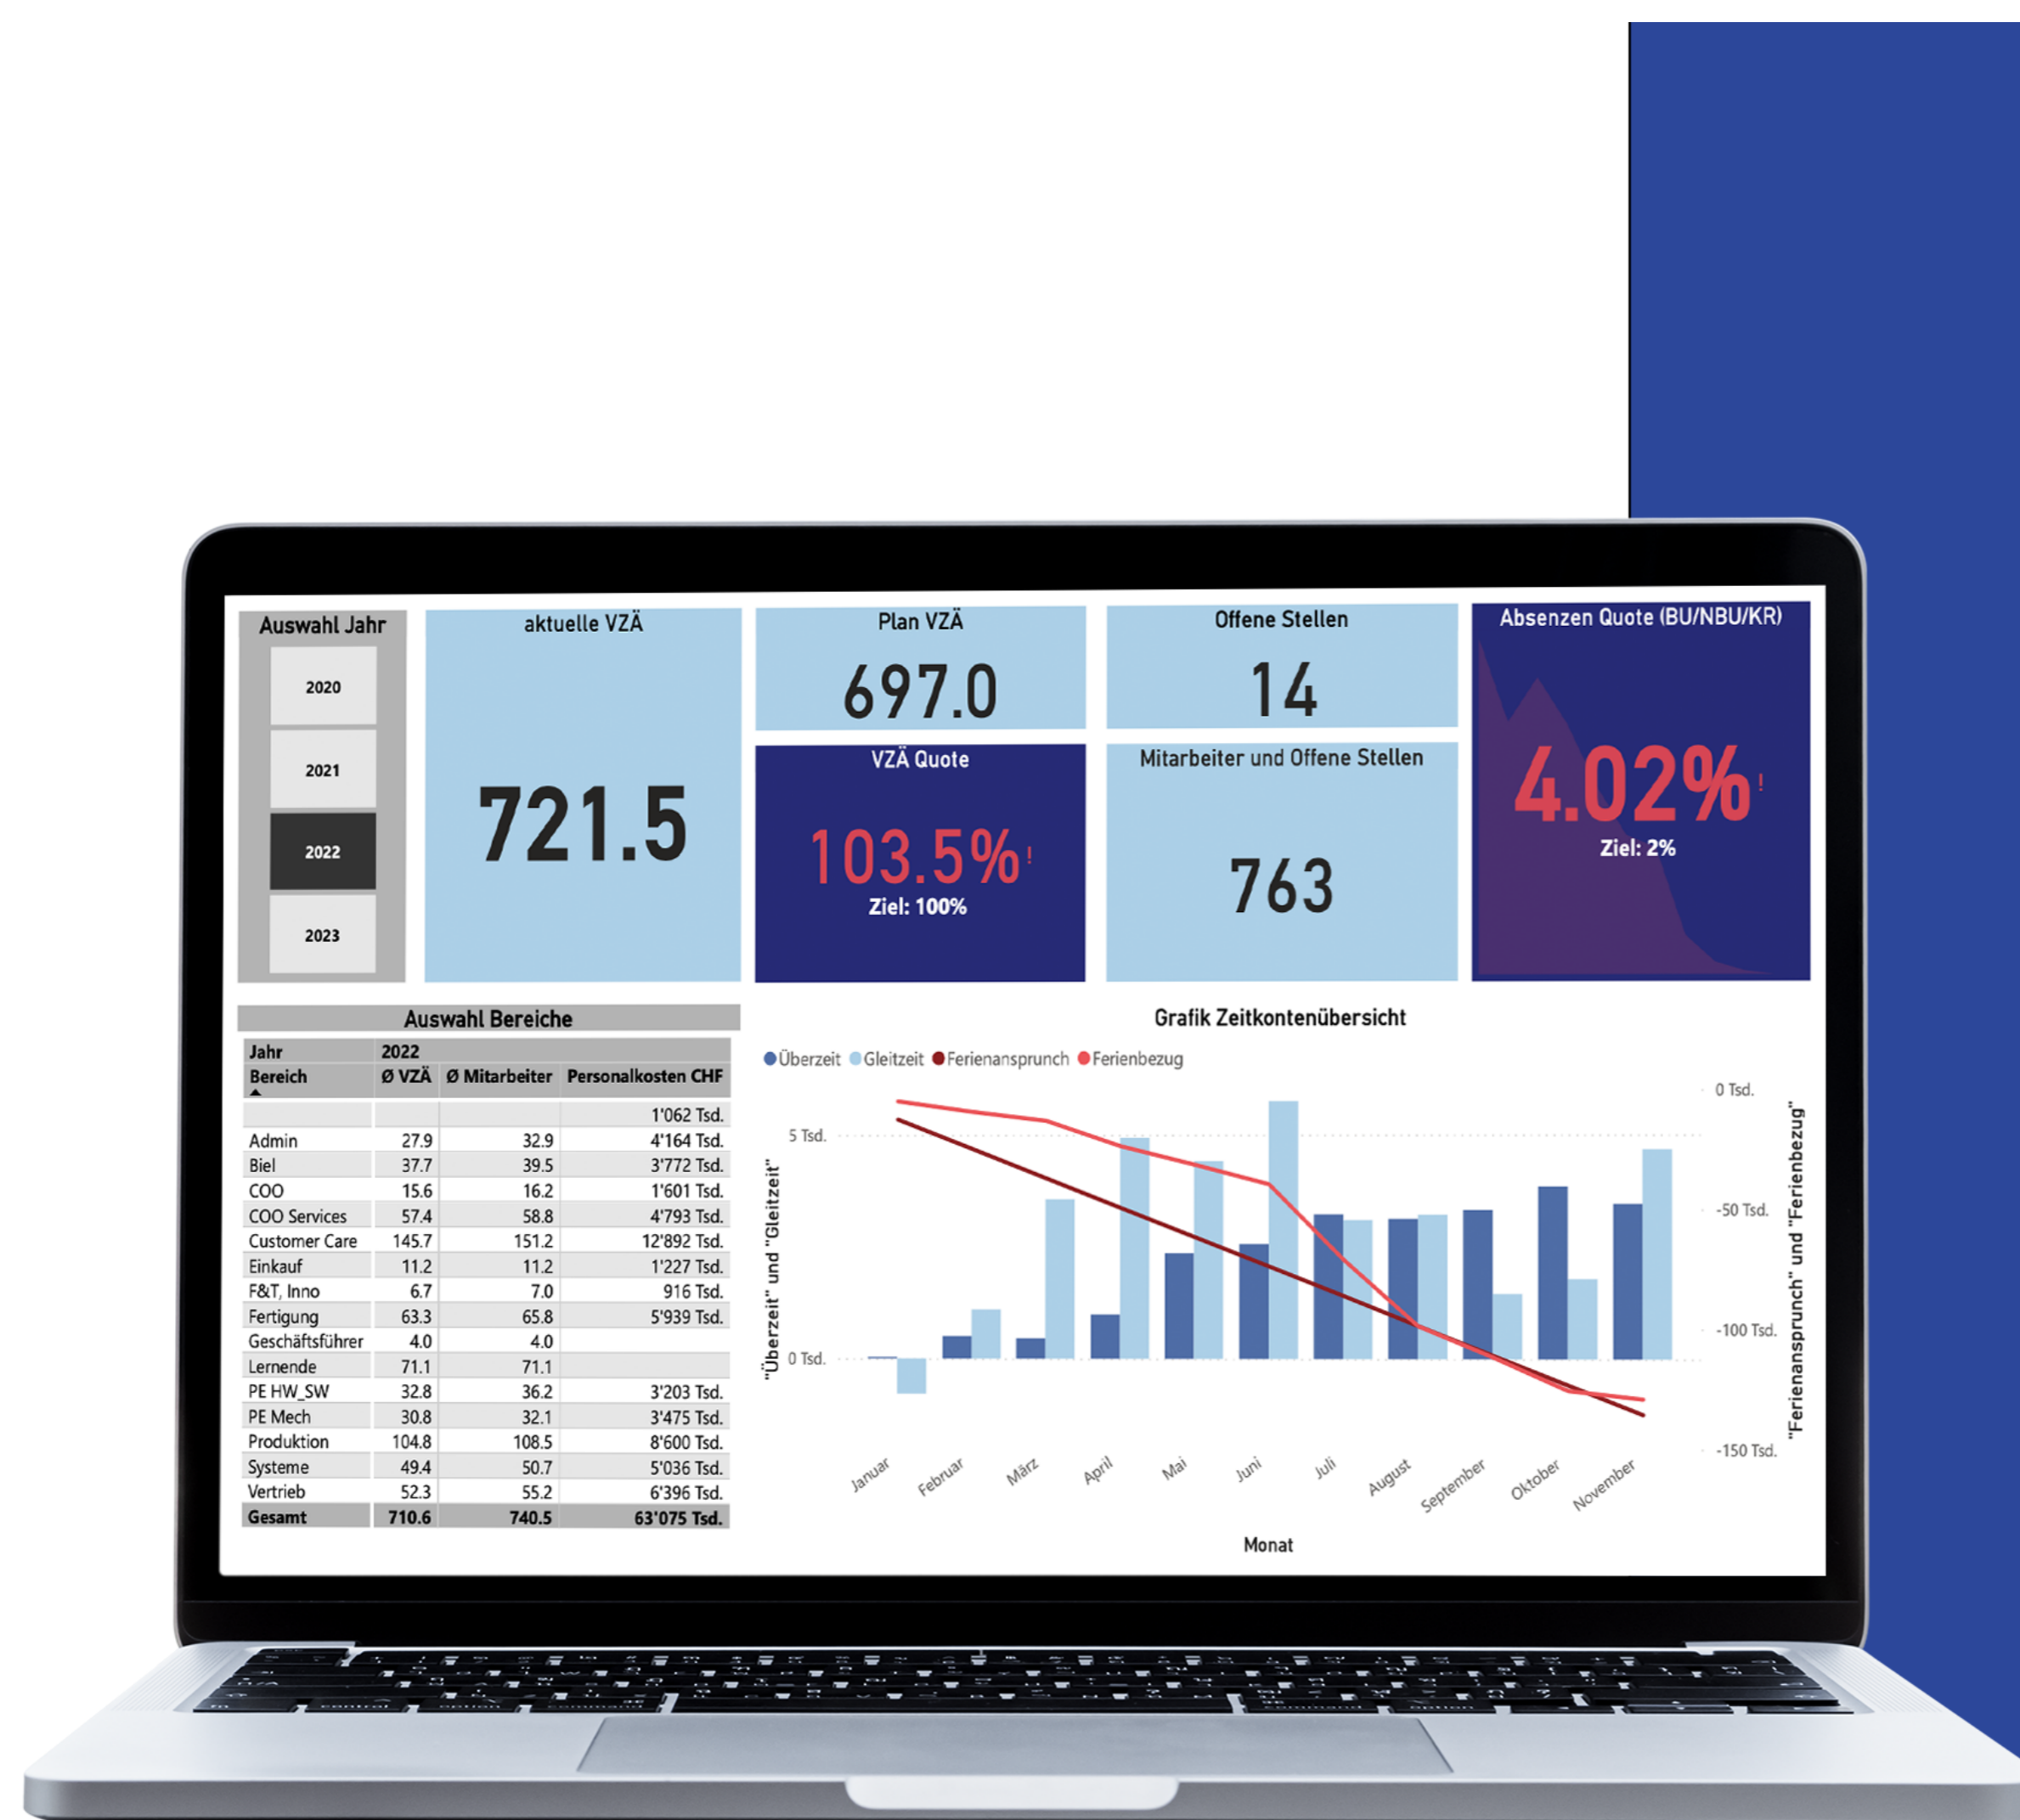 Auswahl Jahr
2020
2021
2022
2023
aktuelle VZÄ
721.5
Plan VZÄ
697.0
VZÄ Quote
103.5%!
Ziel: 100%
Offene Stellen
14
Mitarbeiter und Offene Stellen
763
Absenzen Quote (BU/NBU/KR)
4.02%!
Ziel: 2%
Auswahl Bereiche
Jahr 2022
Bereich Ø VZÄ Ø Mitarbeiter Personalkosten CHF
1'062 Tsd.
Admin 27.9 32.9 4'164 Tsd.
Biel 37.7 39.5 3'772 Tsd.
COO 15.6 16.2 1'601 Tsd.
COO Services 57.4 58.8 4'793 Tsd.
Customer Care 145.7 151.2 12'892 Tsd.
Einkauf 11.2 11.2 1'227 Tsd.
F&T, Inno 6.7 7.0 916 Tsd.
Fertigung 63.3 65.8 5'939 Tsd.
Geschäftsführer 4.0 4.0
Lernende 71.1 71.1
PE HW_SW 32.8 36.2 3'203 Tsd.
PE Mech 30.8 32.1 3'475 Tsd.
Produktion 104.8 108.5 8'600 Tsd.
Systeme 49.4 50.7 5'036 Tsd.
Vertrieb 52.3 55.2 6'396 Tsd.
Gesamt 710.6 740.5 63'075 Tsd.
Grafik Zeitkontenübersicht
Überzeit Gleitzeit Ferienansprunch Ferienbezug
"Überzeit" und "Gleitzeit"
5 Tsd.
0 Tsd.
0 Tsd.
-50 Tsd.
-100 Tsd.
-150 Tsd.
"Ferienansprunch" und "Ferienbezug"
Januar Februar März April Mai Juni Juli August September Oktober November
Monat
control option command
command option